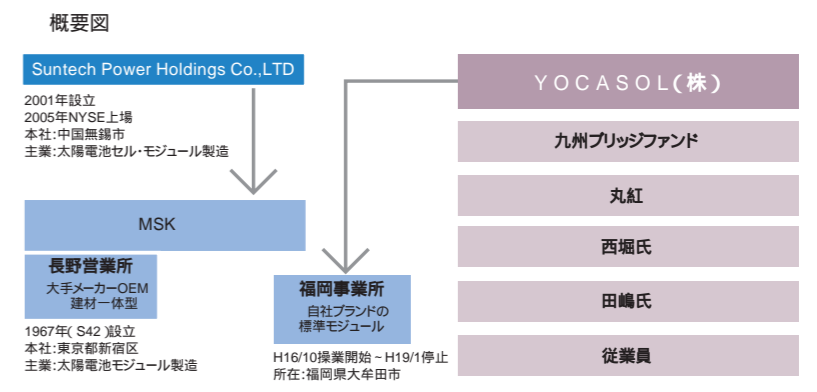 概要図
Suntech Power Holdings Co.,LTD
2001年設立
2005年NYSE上場
本社:中国無錫市
主業:太陽電池セル・モジュール製造
MSK
長野営業所
大手メーカーOEM
建材一体型
1967年( S42 )設立
本社:東京都新宿区
主業:太陽電池モジュール製造
福岡事業所
自社ブランドの
標準モジュール
H16/10操業開始~H19/1停止
所在:福岡県大牟田市
YOCASOL(株)
九州ブリッジファンド
丸紅
西堀氏
田嶋氏
従業員